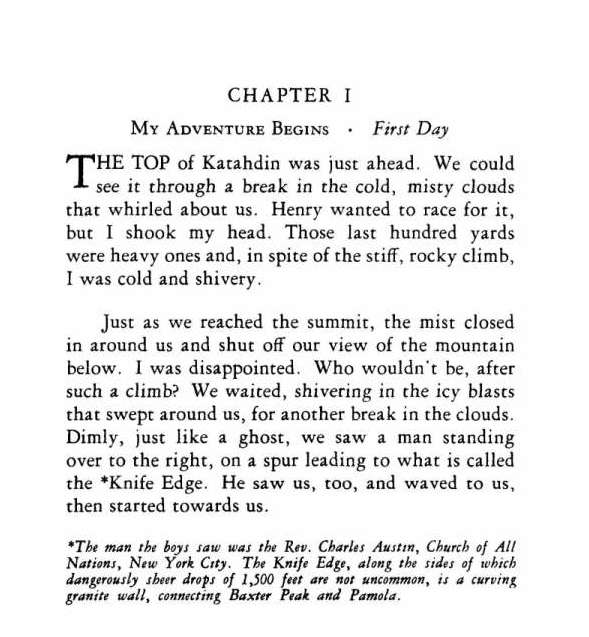 CHAPTER I
MY ADVENTURE BEGINS · First Day
THE TOP of Katahdin was just ahead. We could
see it through a break in the cold, misty clouds
that whirled about us. Henry wanted to race for it,
but I shook my head. Those last hundred yards
were heavy ones and, in spite of the stiff, rocky climb,
I was cold and shivery.
Just as we reached the summit, the mist closed
in around us and shut off our view of the mountain
below. I was disappointed. Who wouldn't be, after
such a climb? We waited, shivering in the icy blasts
that swept around us, for another break in the clouds.
Dimly, just like a ghost, we saw a man standing
over to the right, on a spur leading to what is called
the *Knife Edge. He saw us, too, and waved to us,
then started towards us.
*The man the boys saw was the Rev. Charles Austin, Church of All
Nations, New York City. The Knife Edge, along the sides of which
dangerously sheer drops of 1,500 feet are not uncommon, is a curving
granite wall, connecting Baxter Peak and Pamola.